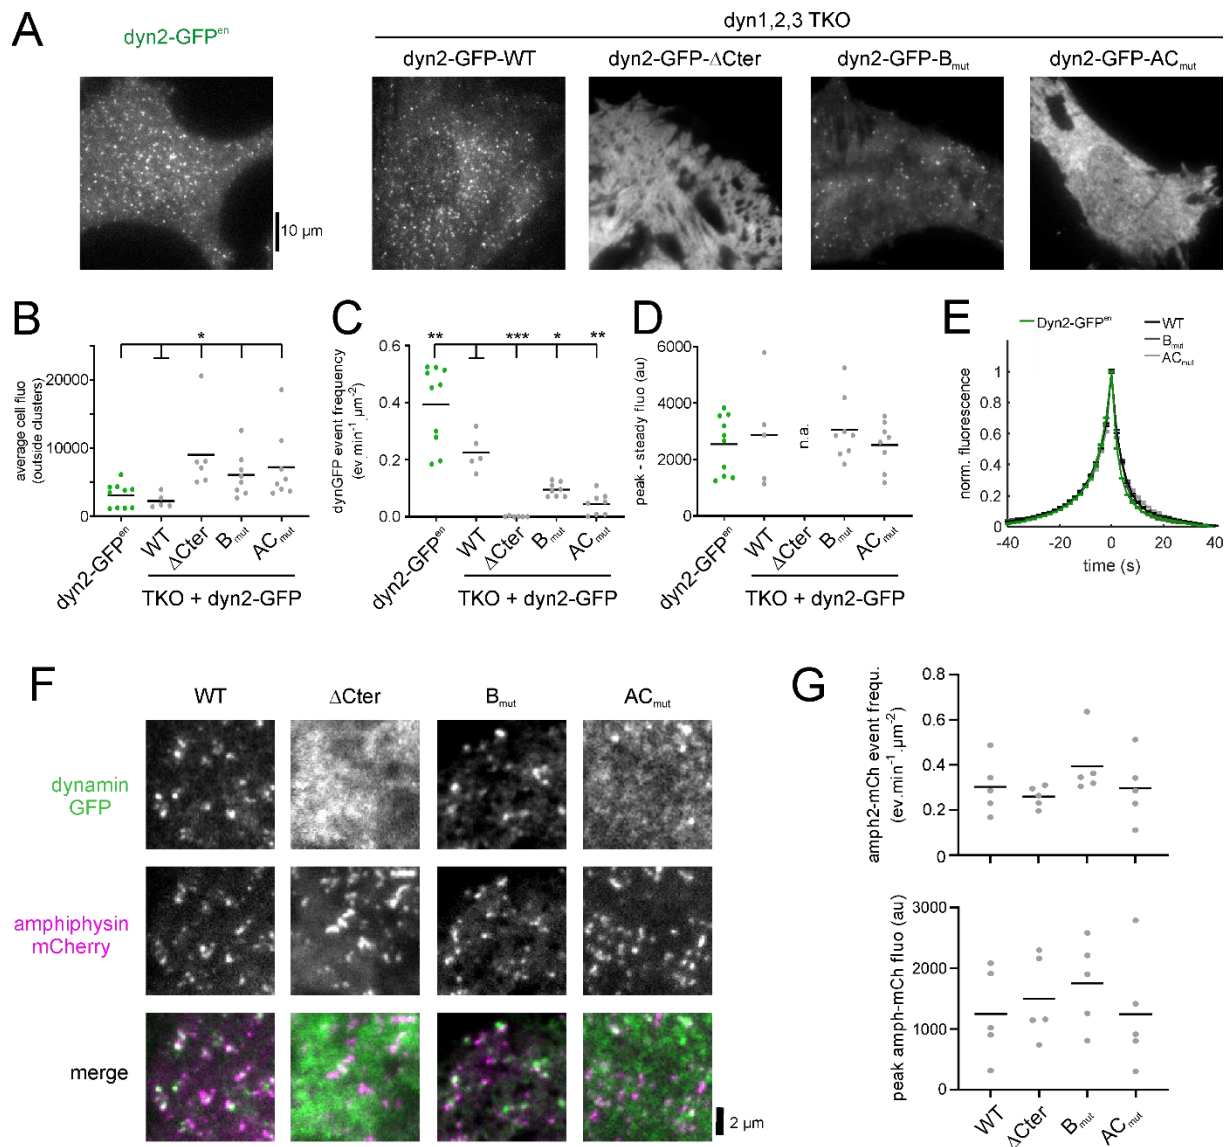 A
dyn2-GFPen
dyn1,2,3 TKO
dyn2-GFP-WT
dyn2-GFP-ΔCter
dyn2-GFP-Bmut
dyn2-GFP-ACmut
10 µm
B
average cell fluo
(outside clusters)
20000
10000
0
*
dyn2-GFPen
WT
ΔCter
Bmut
ACmut
TKO + dyn2-GFP
C
dynGFP event frequency
(ev.min-1.µm-2)
0.6
0.4
0.2
0.0
**
***
*
**
dyn2-GFPen
WT
ΔCter
Bmut
ACmut
TKO + dyn2-GFP
D
peak - steady fluo (au)
6000
4000
2000
0
n.a.
dyn2-GFPen
WT
ΔCter
Bmut
ACmut
TKO + dyn2-GFP
E
Dyn2-GFPen
WT
Bmut
ACmut
norm. fluorescence
1
0.8
0.6
0.4
0.2
0
-40
-20
0
20
40
time (s)
F
WT
ΔCter
Bmut
ACmut
dynamin
GFP
amphiphysin
mCherry
merge
2 µm
G
amph2-mCh event frequ.
(ev.min-1.µm-2)
0.8
0.6
0.4
0.2
0
peak amph-mCh fluo (au)
3000
2000
1000
0
WT
ΔCter
Bmut
ACmut